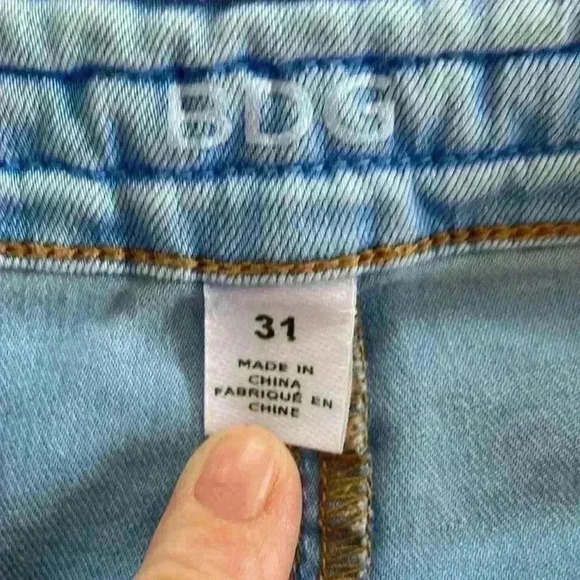 BDG
31
MADE IN
CHINA
FABRIQUÉ EN
CHINE